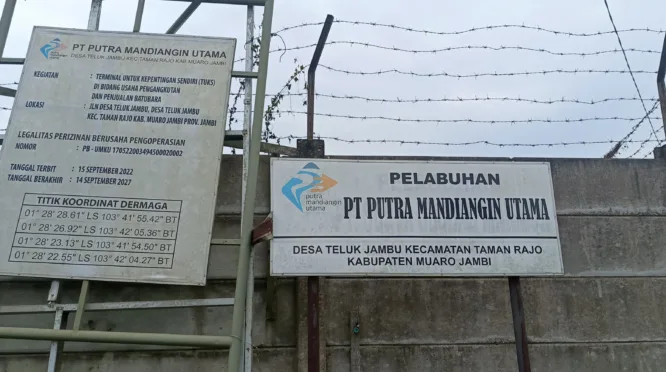 PT PUTRA MANDIANGIN UTAMA
DESA TELUK JAMBU KEC.TAMAN RAJO KAB.MUARO JAMBI
KEGIATAN : TERMINAL UNTUK KEPENTINGAN SENDIRI (TUKS)
DI BIDANG USAHA PENGANGKUTAN
DAN PENJUALAN BATUBARA
LOKASI : JLN DESA TELUK JAMBU, DESA TELUK JAMBU
KEC. TAMAN RAJO KAB. MUARO JAMBI PROV. JAMBI
LEGALITAS PERIZINAN BERUSAHA PENGOPERASIAN
NOMOR : PB - UMKU 170522003494500020002
TANGGAL TERBIT : 15 SEPTEMBER 2022
TANGGAL BERAKHIR : 14 SEPTEMBER 2027
TITIK KOORDINAT DERMAGA
01° 28' 28.61" LS 103° 41' 55.42" BT
01° 28' 26.92" LS 103° 42' 05.36" BT
01° 28' 23.13" LS 103° 41' 54.50" BT
01° 28' 22.55" LS 103° 42' 04.27" BT
putra
mandiangin
utama
PELABUHAN
PT PUTRA MANDIANGIN UTAMA
DESA TELUK JAMBU KECAMATAN TAMAN RAJO
KABUPATEN MUARO JAMBI